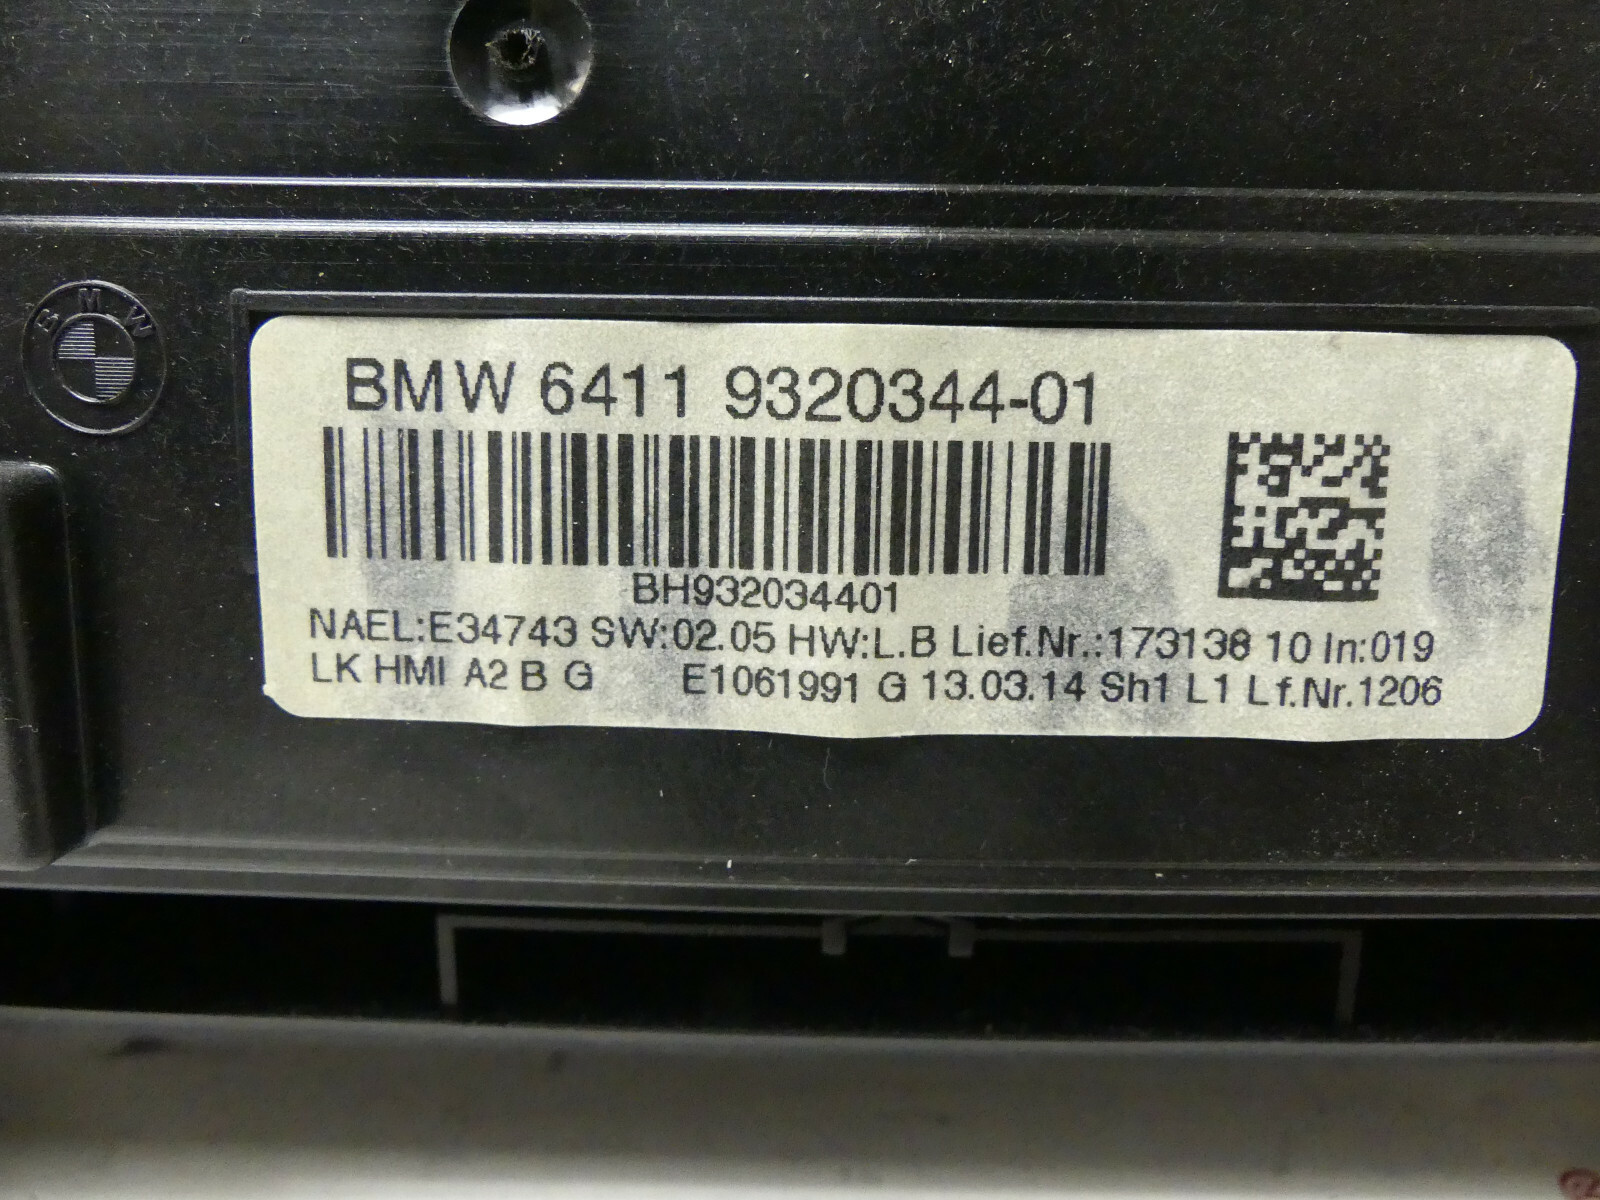 BMW
BMW 6411 9320344-01
BH932034401
NAEL:E34743 SW:02.05 HW:L.B Lief.Nr.:173138 10 In:019
LK HMI A2 B G E1061991 G 13.03.14 Sh1 L1 Lf.Nr.1206